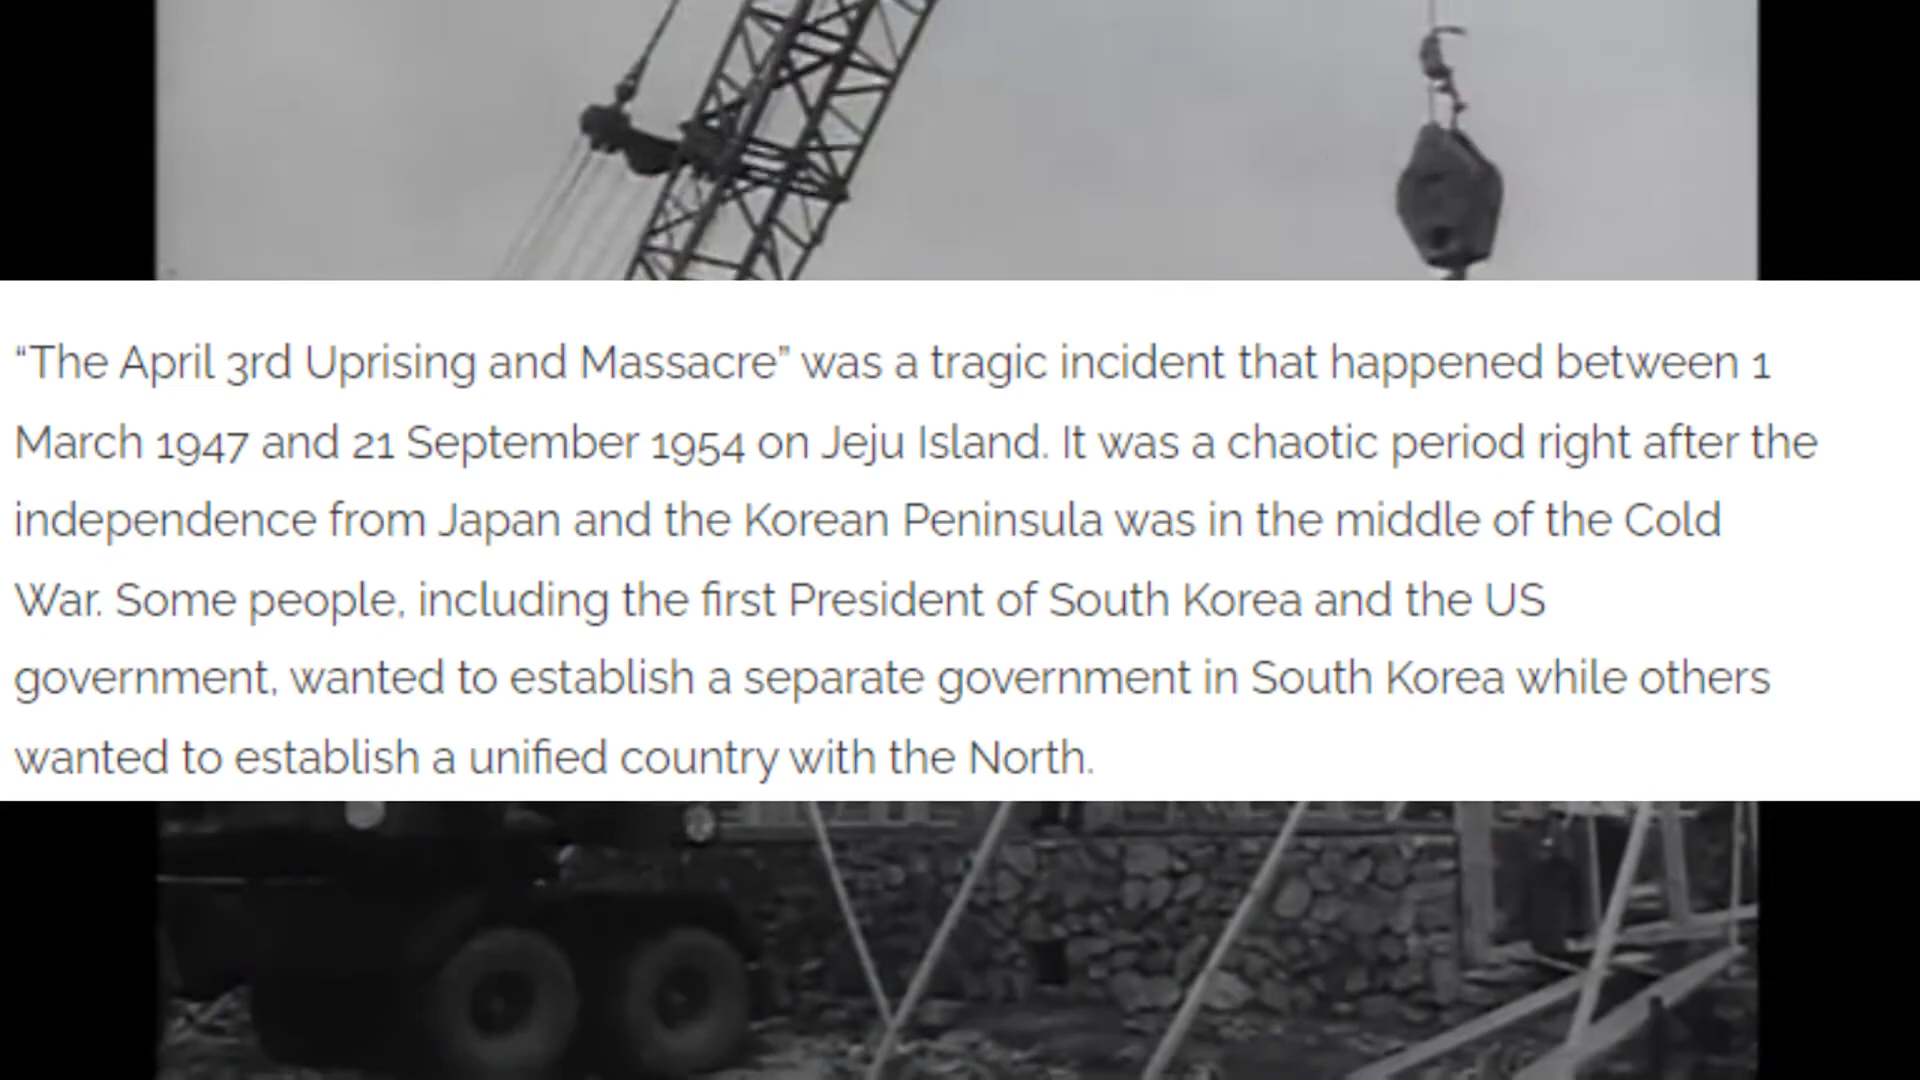 “The April 3rd Uprising and Massacre” was a tragic incident that happened between 1
March 1947 and 21 September 1954 on Jeju Island. It was a chaotic period right after the
independence from Japan and the Korean Peninsula was in the middle of the Cold
War. Some people, including the first President of South Korea and the US
government, wanted to establish a separate government in South Korea while others
wanted to establish a unified country with the North.